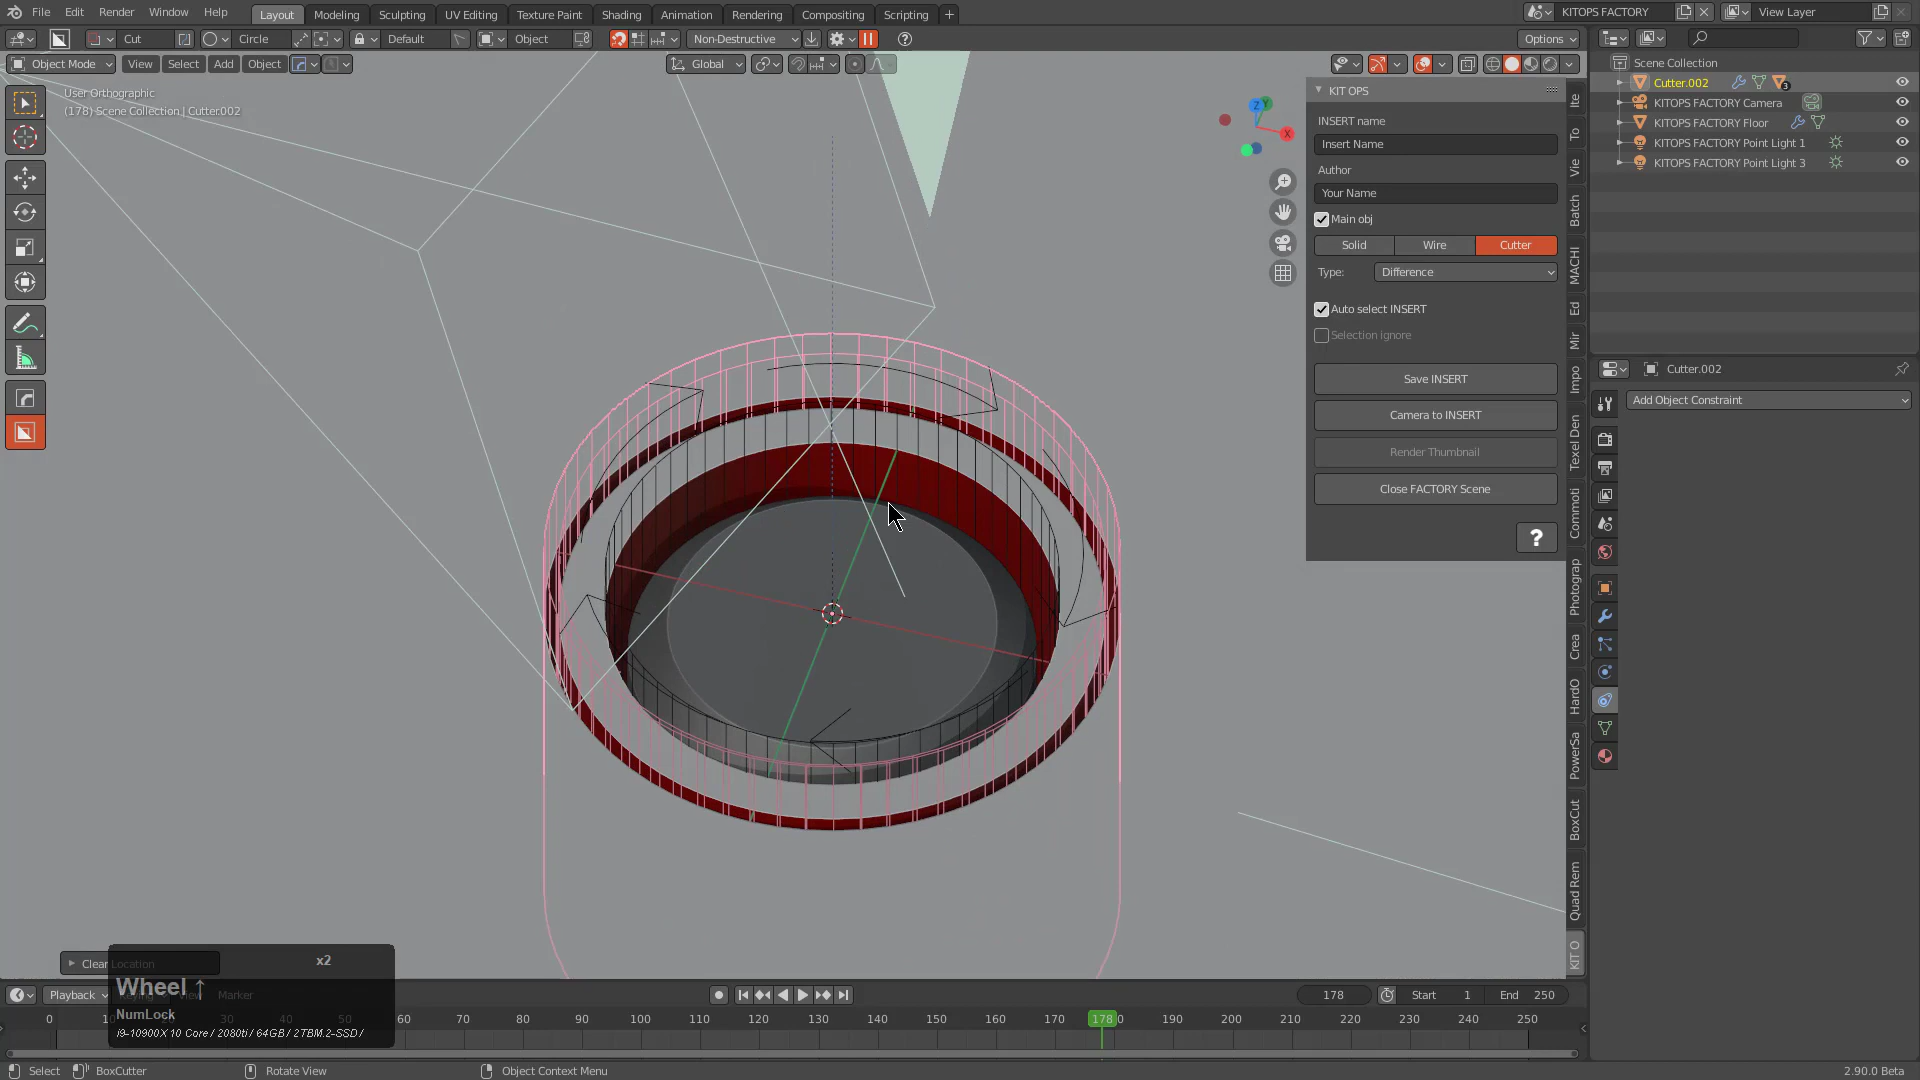 File Edit Render Window Help
Layout Modeling Sculpting UV Editing Texture Paint Shading Animation Rendering Compositing Scripting +
KITOPS FACTORY View Layer
Cut Circle Default Object Non-Destructive Options
Object Mode View Select Add Object Global
User Orthographic
(178) Scene Collection | Cutter.002
Z Y
X
KIT OPS
INSERT name
Insert Name
Author
Your Name
Main obj
Solid Wire Cutter
Type: Difference
Auto select INSERT
Selection ignore
Save INSERT
Camera to INSERT
Render Thumbnail
Close FACTORY Scene
?
Ite
To
Vie
Batch
MACHI
Ed
Mir
Impo
Texel Den
Commoti
Photograp
Crea
HardO
PowerSa
BoxCut
Quad Rem
KIT O
Scene Collection
Cutter.002 3
KITOPS FACTORY Camera
KITOPS FACTORY Floor
KITOPS FACTORY Point Light 1
KITOPS FACTORY Point Light 3
Cutter.002
Add Object Constraint
Clear Location
x2
Wheel ↑
NumLock
i9-10900X 10 Core / 2080ti / 64GB / 2TBM.2-SSD /
Playback Keying View Marker
178 Start 1 End 250
0 60 70 80 90 100 110 120 130 140 150 160 170 178 190 200 210 220 230 240 250
Select BoxCutter Rotate View Object Context Menu 2.90.0 Beta